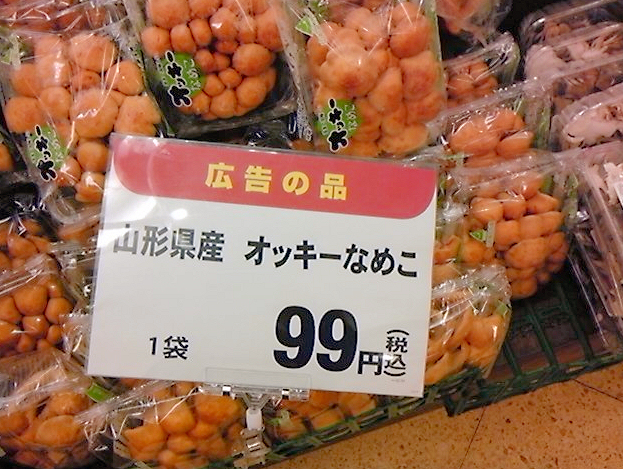 広告の品
山形県産 オッキーなめこ
1袋 99円(税込)